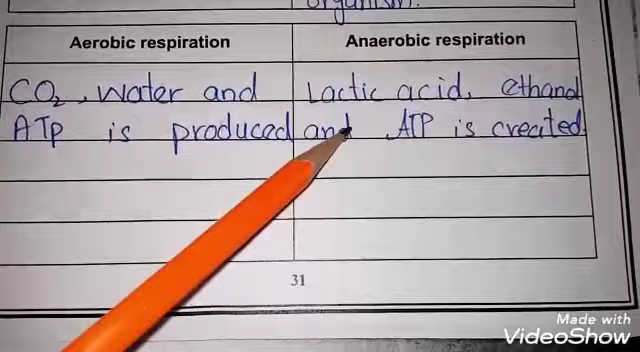 organism.
Aerobic respiration Anaerobic respiration
CO2, Water and Lactic acid, ethanol
ATP is produced and ATP is created
31
Made with
VideoShow